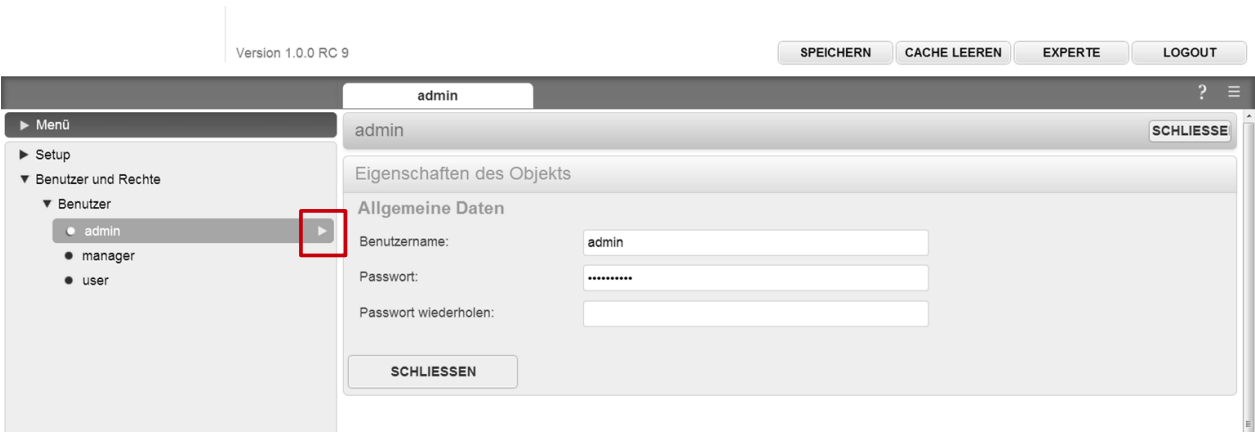 Version 1.0.0 RC 9
SPEICHERN CACHE LEEREN EXPERTE LOGOUT
admin ?
Menü
admin SCHLIESSE
Setup
Benutzer und Rechte
Benutzer
admin
manager
user
Eigenschaften des Objekts
Allgemeine Daten
Benutzername: admin
Passwort: ••••••••••
Passwort wiederholen:
SCHLIESSEN